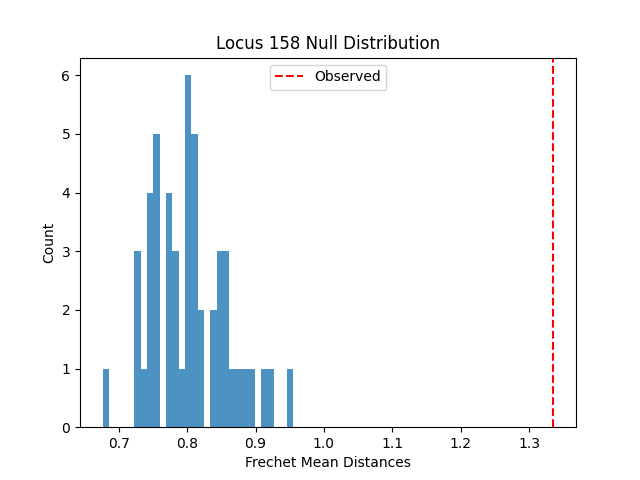 Locus 158 Null Distribution
Observed
Count
6
5
4
3
2
1
0
0.7 0.8 0.9 1.0 1.1 1.2 1.3
Frechet Mean Distances